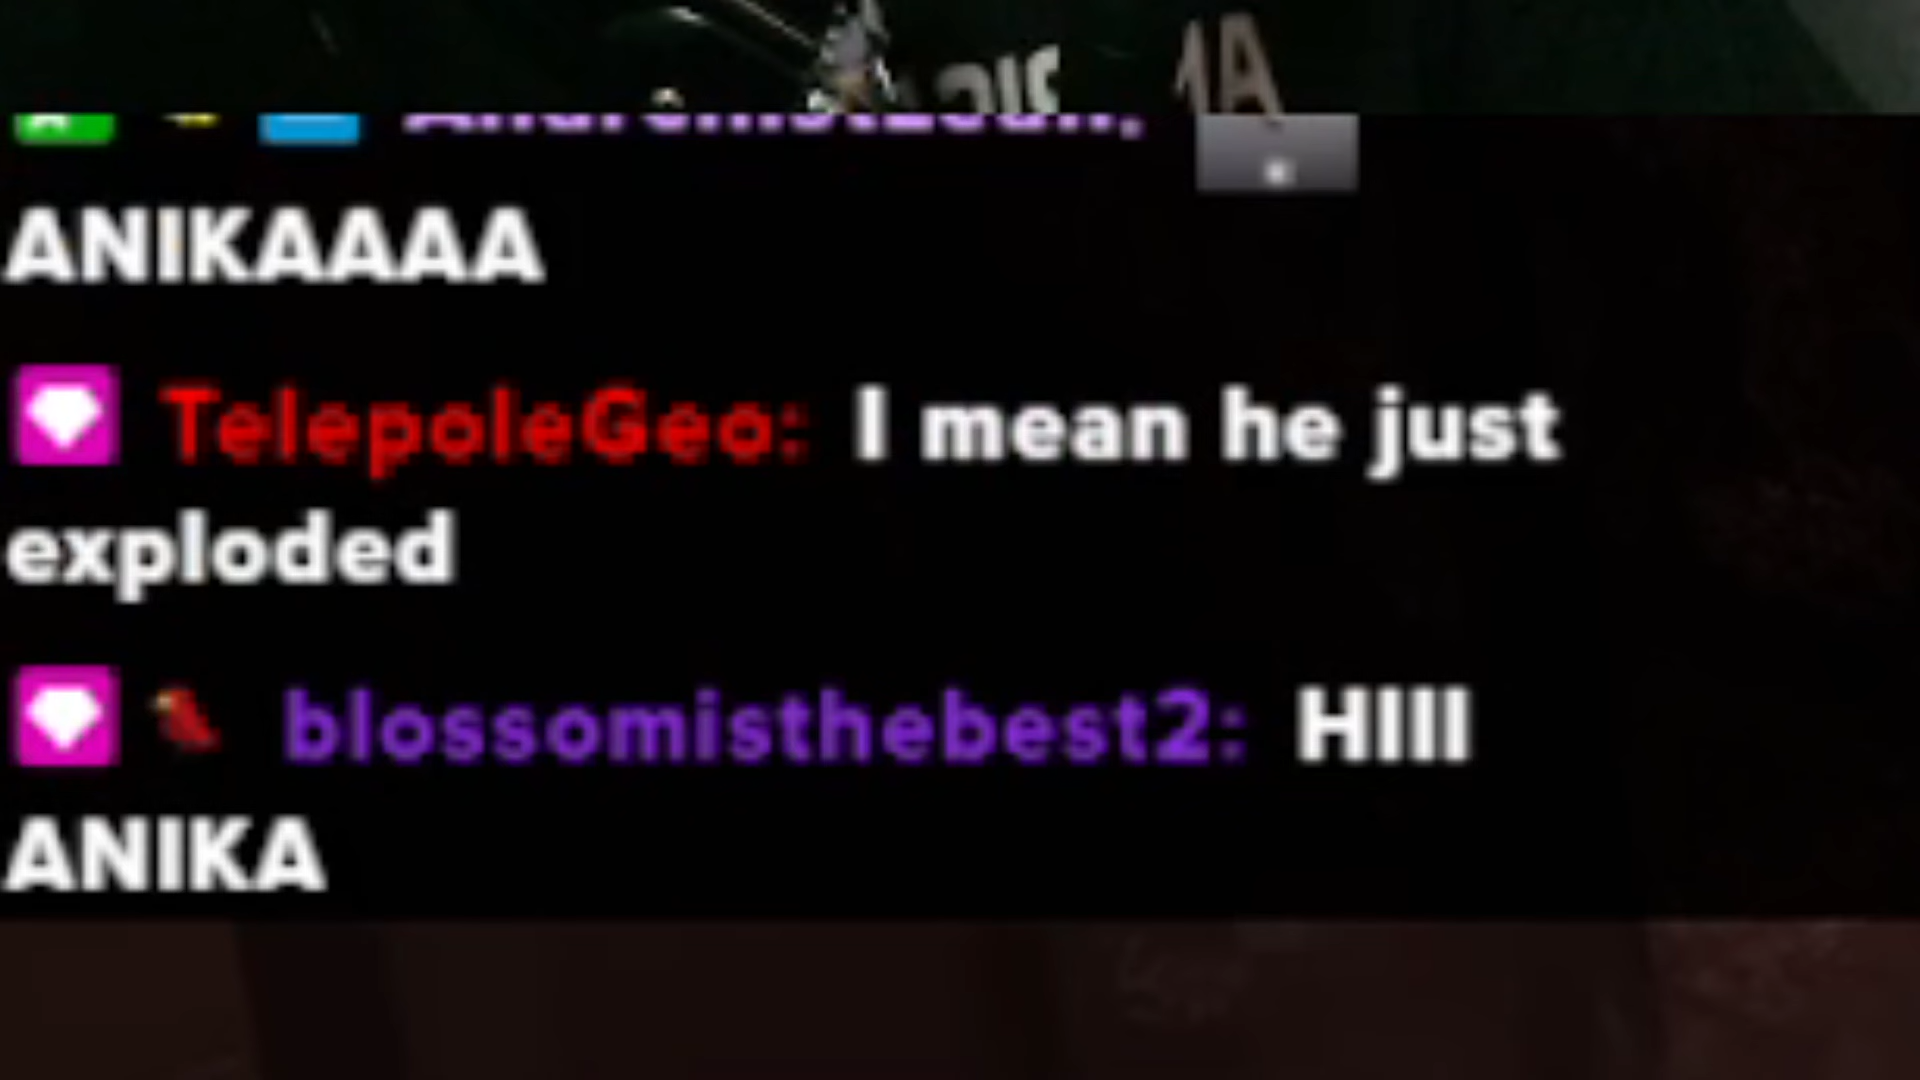 ANIKAAAA
TelepoleGeo: I mean he just
exploded
blossomisthebest2: HIII
ANIKA